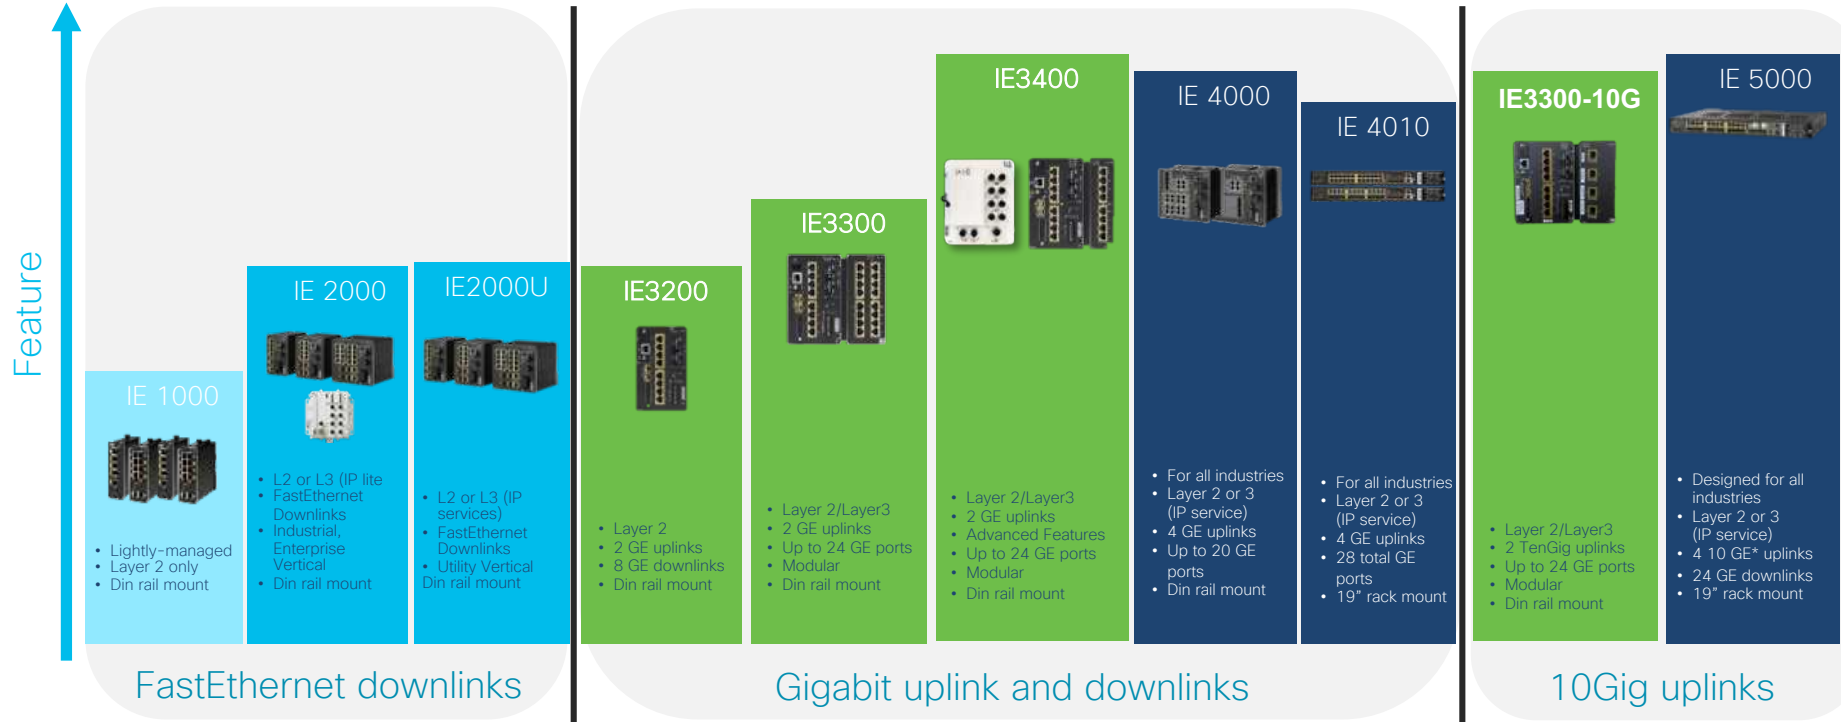 Feature
IE 1000
• Lightly-managed
• Layer 2 only
• Din rail mount
IE 2000
• L2 or L3 (IP lite
• FastEthernet
Downlinks
• Industrial,
Enterprise
Vertical
• Din rail mount
IE2000U
• L2 or L3 (IP
services)
• FastEthernet
Downlinks
• Utility Vertical
Din rail mount
FastEthernet downlinks
IE3200
• Layer 2
• 2 GE uplinks
• 8 GE downlinks
• Din rail mount
IE3300
• Layer 2/Layer3
• 2 GE uplinks
• Up to 24 GE ports
• Modular
• Din rail mount
IE3400
• Layer 2/Layer3
• 2 GE uplinks
• Advanced Features
• Up to 24 GE ports
• Modular
• Din rail mount
IE 4000
• For all industries
• Layer 2 or 3
(IP service)
• 4 GE uplinks
• Up to 20 GE
ports
• Din rail mount
IE 4010
• For all industries
• Layer 2 or 3
(IP service)
• 4 GE uplinks
• 28 total GE
ports
• 19” rack mount
Gigabit uplink and downlinks
IE3300-10G
• Layer 2/Layer3
• 2 TenGig uplinks
• Up to 24 GE ports
• Modular
• Din rail mount
IE 5000
• Designed for all
industries
• Layer 2 or 3
(IP service)
• 4 10 GE* uplinks
• 24 GE downlinks
• 19” rack mount
10Gig uplinks